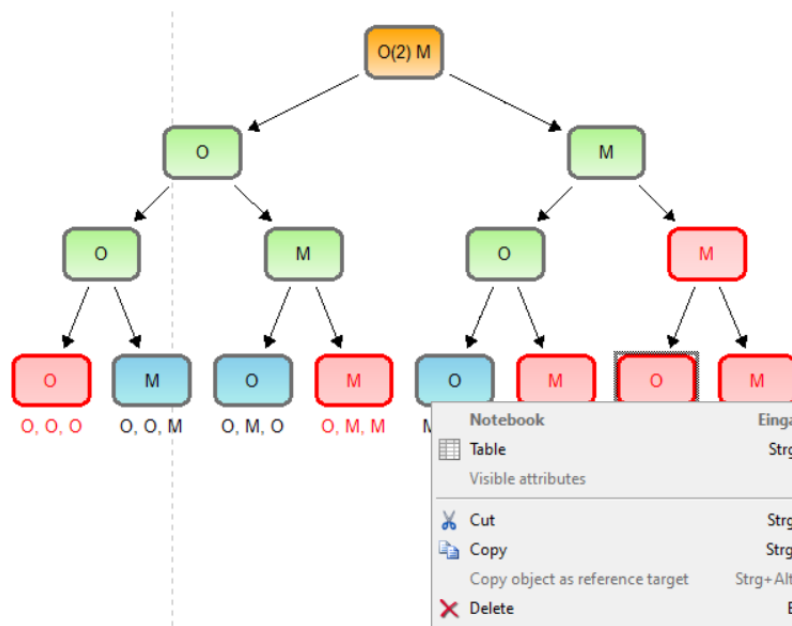 O(2) M
O M
O M O M
O M O M O M O M
O, O, O O, O, M O, M, O O, M, M M
Notebook
Table
Visible attributes
Cut
Copy
Copy object as reference target
Delete